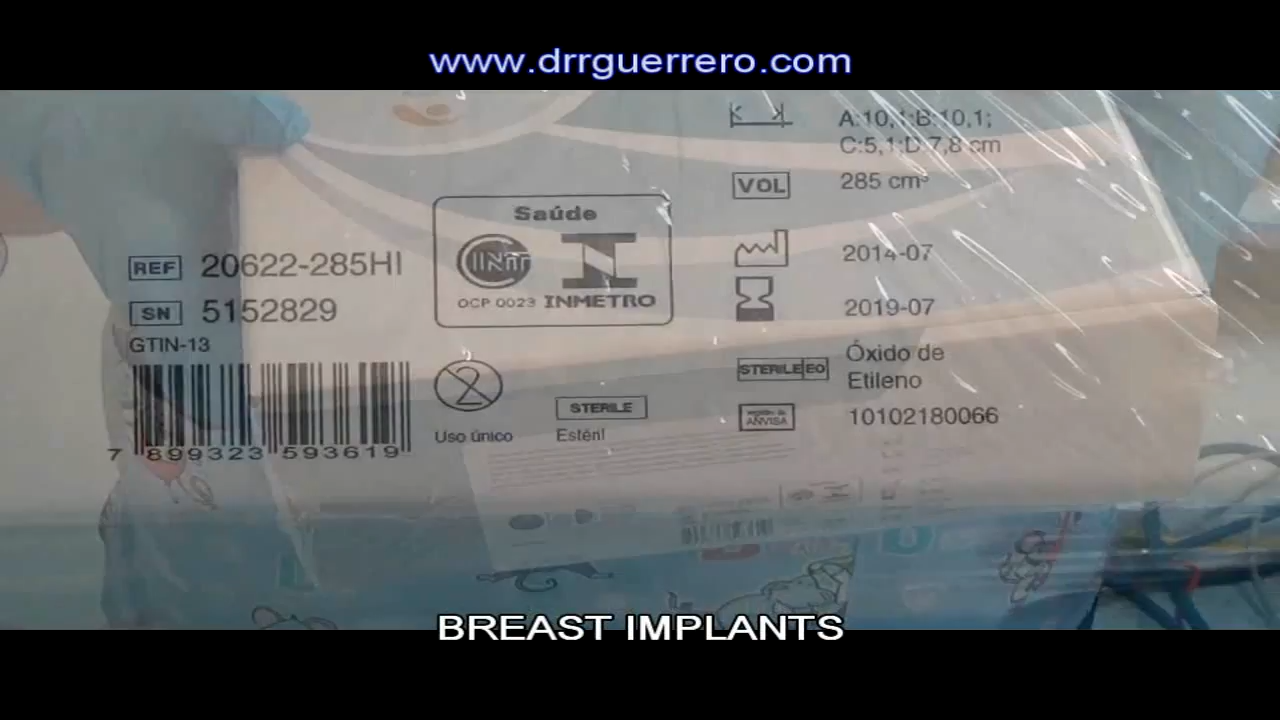 www.drrguerrero.com
A:10,1;B:10,1;
C:5,1;D:7,8 cm
VOL 285 cm³
Saúde
INT
OCP 0023 INMETRO
REF 20622-285HI
SN 5152829
GTIN-13
7 899323 593619
2014-07
2019-07
STERILE EO Óxido de
Etileno
ANVISA 10102180066
2
Uso único
STERILE
Estéril
BREAST IMPLANTS